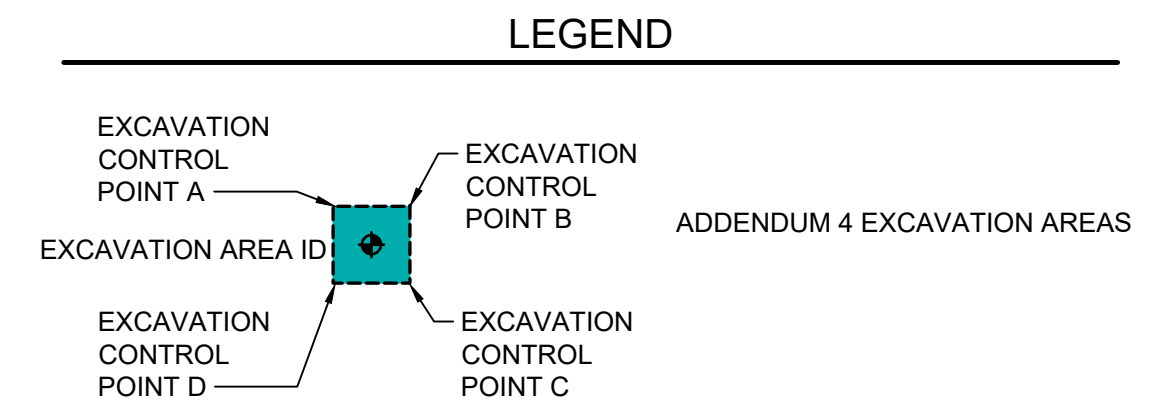 LEGEND
EXCAVATION
CONTROL
POINT A
EXCAVATION
CONTROL
POINT B
ADDENDUM 4 EXCAVATION AREAS
EXCAVATION AREA ID
EXCAVATION
CONTROL
POINT D
EXCAVATION
CONTROL
POINT C